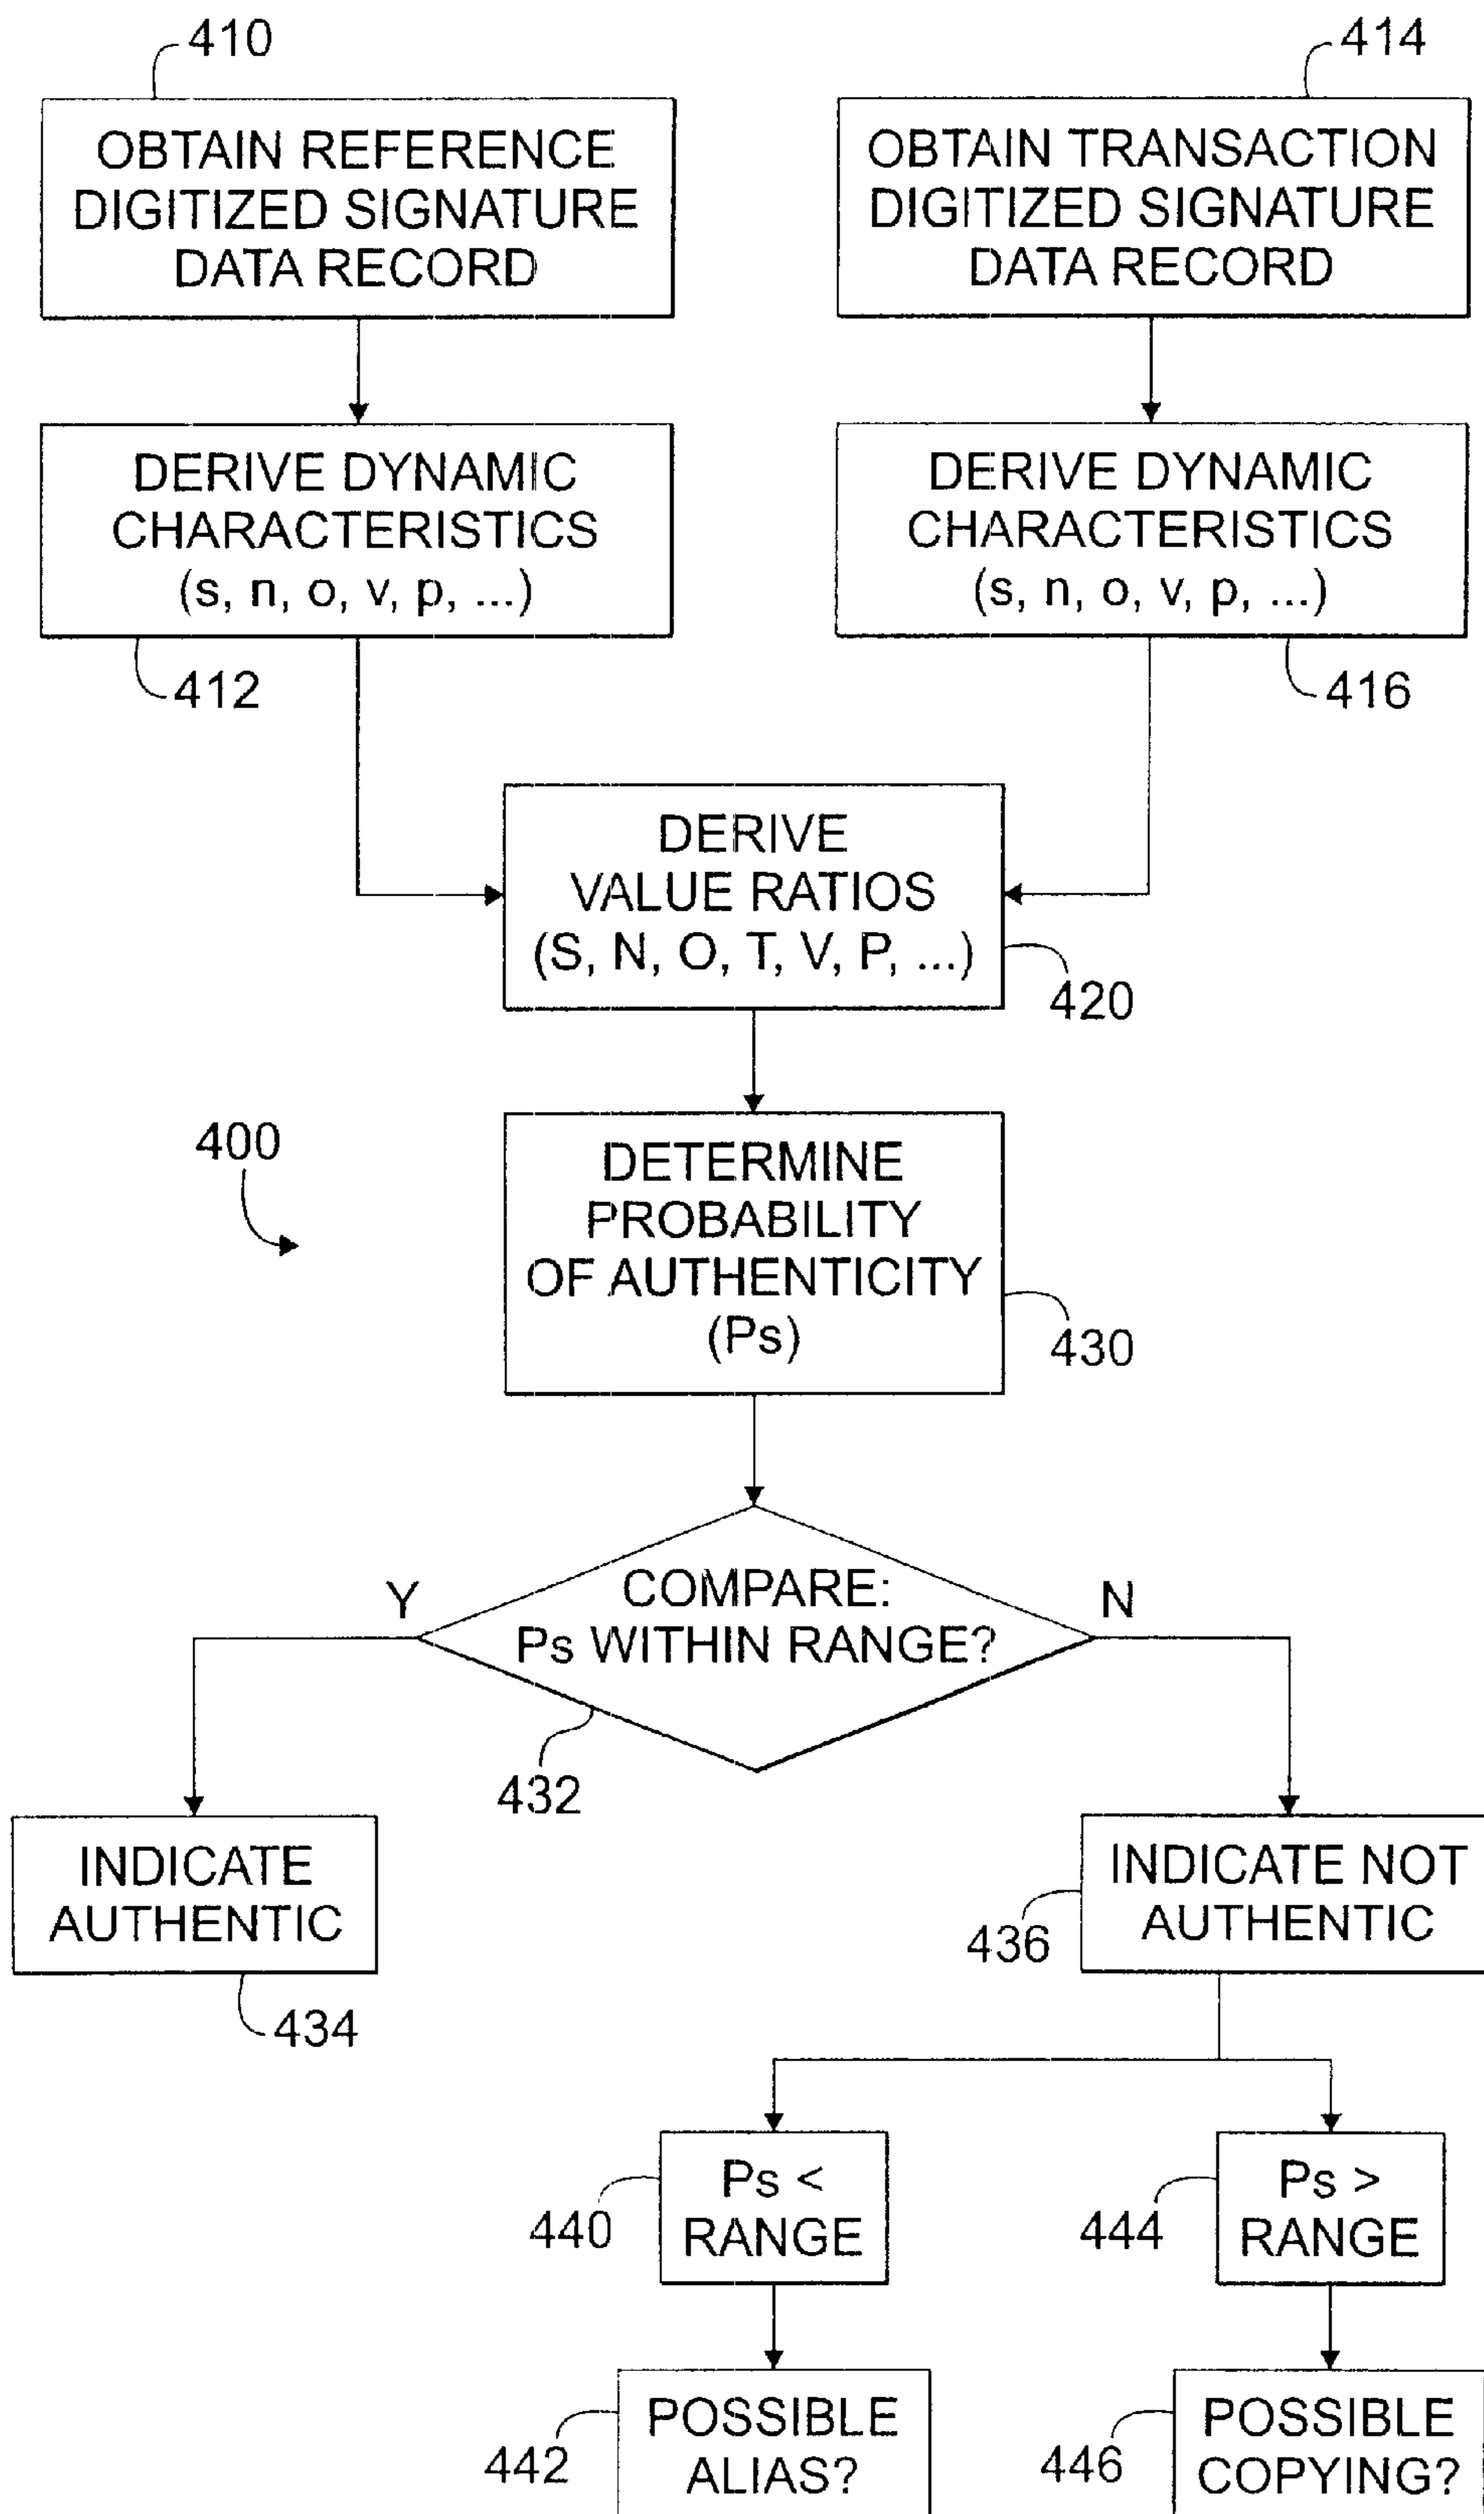 410
OBTAIN REFERENCE
DIGITIZED SIGNATURE
DATA RECORD
414
OBTAIN TRANSACTION
DIGITIZED SIGNATURE
DATA RECORD
DERIVE DYNAMIC
CHARACTERISTICS
(s, n, o, v, p, ...)
412
DERIVE DYNAMIC
CHARACTERISTICS
(s, n, o, v, p, ...)
416
DERIVE
VALUE RATIOS
(S, N, O, T, V, P, ...)
420
400
DETERMINE
PROBABILITY
OF AUTHENTICITY
(Ps)
430
Y
COMPARE:
Ps WITHIN RANGE?
N
432
INDICATE
AUTHENTIC
434
INDICATE NOT
AUTHENTIC
436
Ps <
RANGE
440
Ps >
RANGE
444
POSSIBLE
ALIAS?
442
POSSIBLE
COPYING?
446